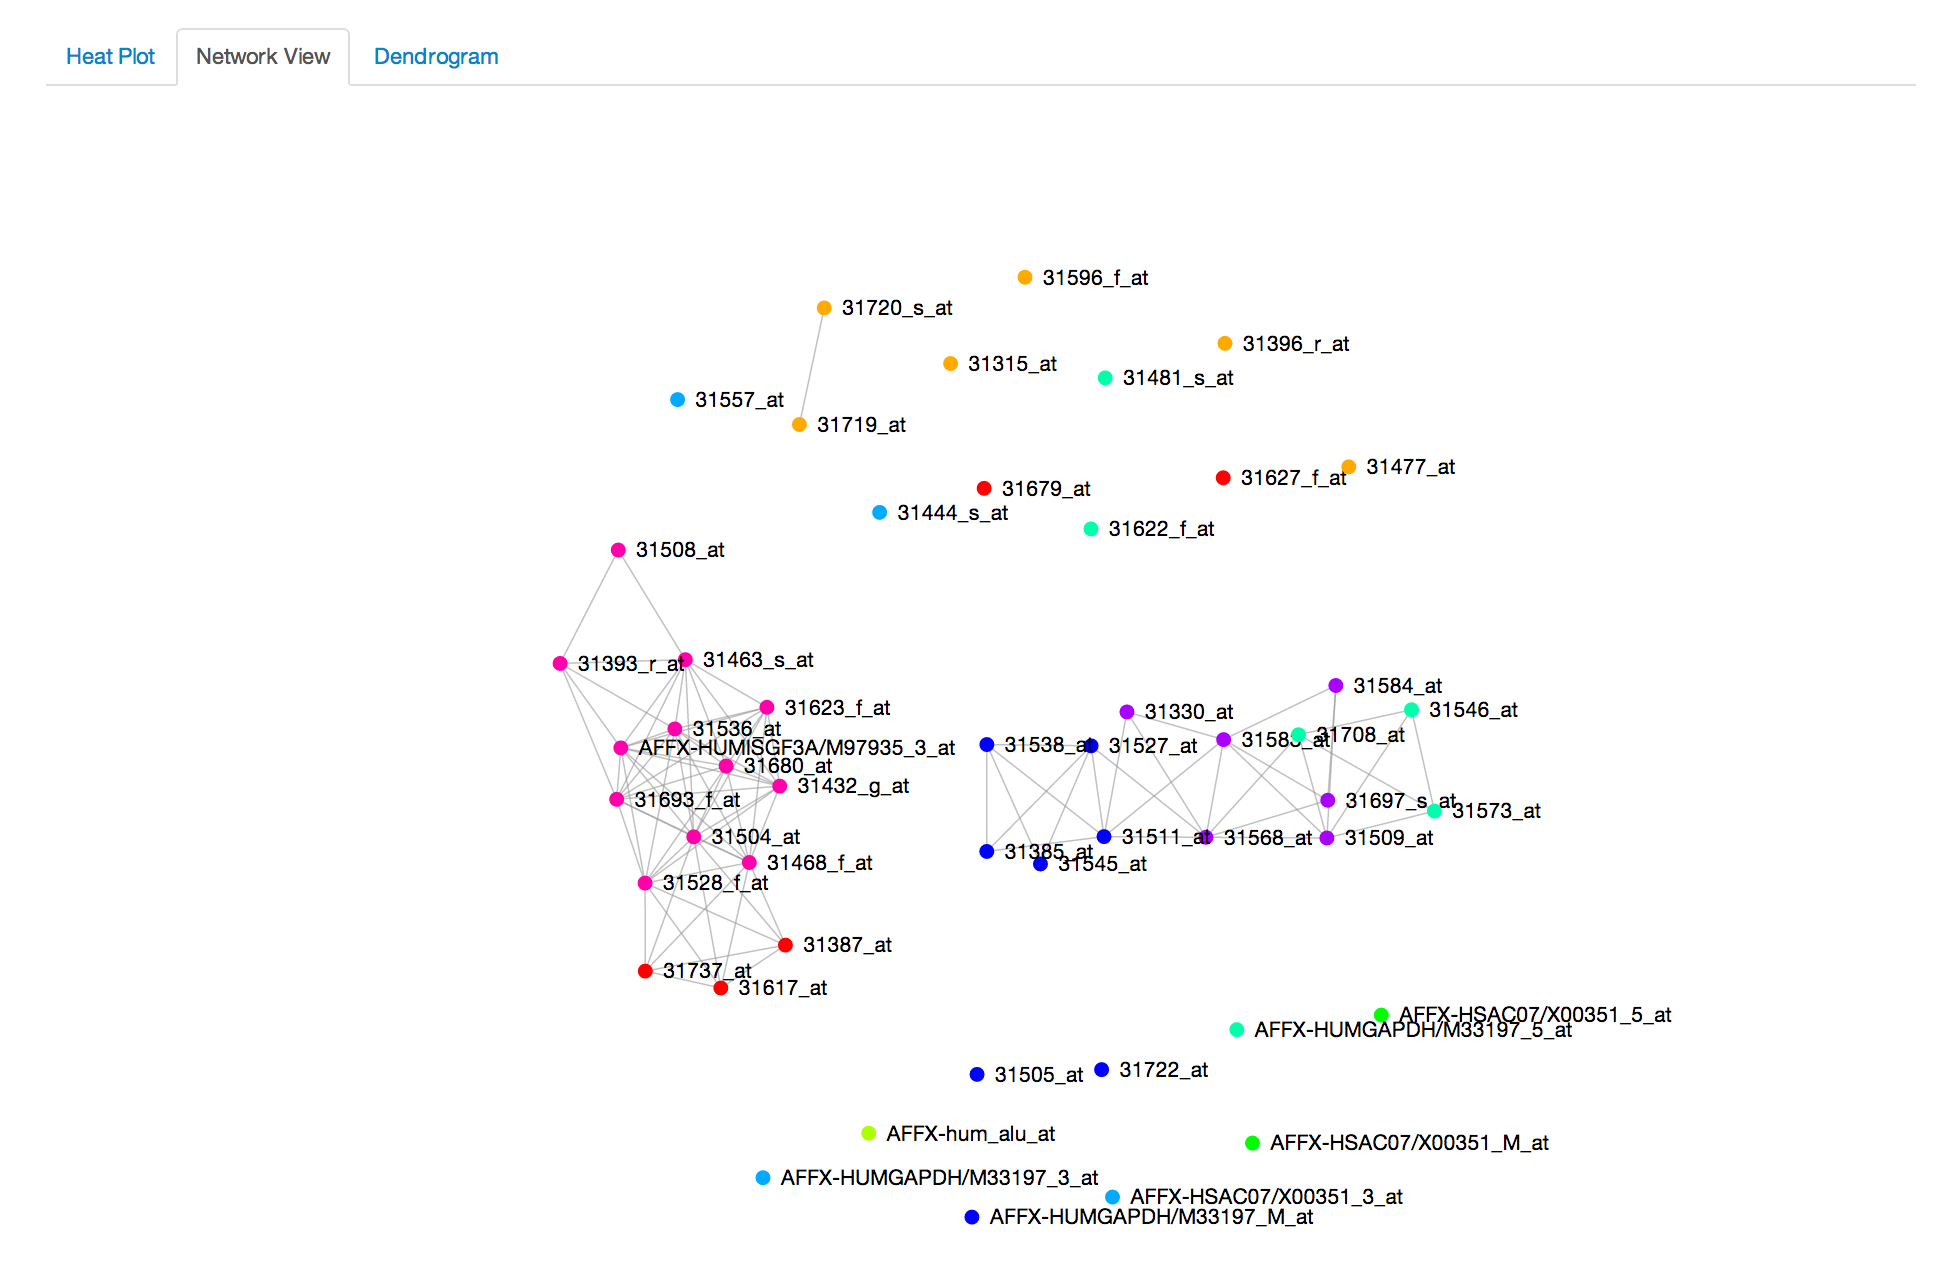 Heat Plot
Network View
Dendrogram
31596_f_at
31720_s_at
31396_r_at
31315_at
31481_s_at
31557_at
31719_at
31477_at
31627_f_at
31679_at
31444_s_at
31622_f_at
31508_at
31463_s_at
31393_r_at
31584_at
31623_f_at
31546_at
31330_at
31536_at
31708_at
31583_at
31538_at
31527_at
AFFX-HUMISGF3A/M97935_3_at
31680_at
31432_g_at
31693_f_at
31697_s_at
31573_at
31504_at
31511_at
31568_at
31509_at
31385_at
31545_at
31468_f_at
31528_f_at
31387_at
31737_at
31617_at
AFFX-HSAC07/X00351_5_at
AFFX-HUMGAPDH/M33197_5_at
31505_at
31722_at
AFFX-hum_alu_at
AFFX-HSAC07/X00351_M_at
AFFX-HUMGAPDH/M33197_3_at
AFFX-HSAC07/X00351_3_at
AFFX-HUMGAPDH/M33197_M_at